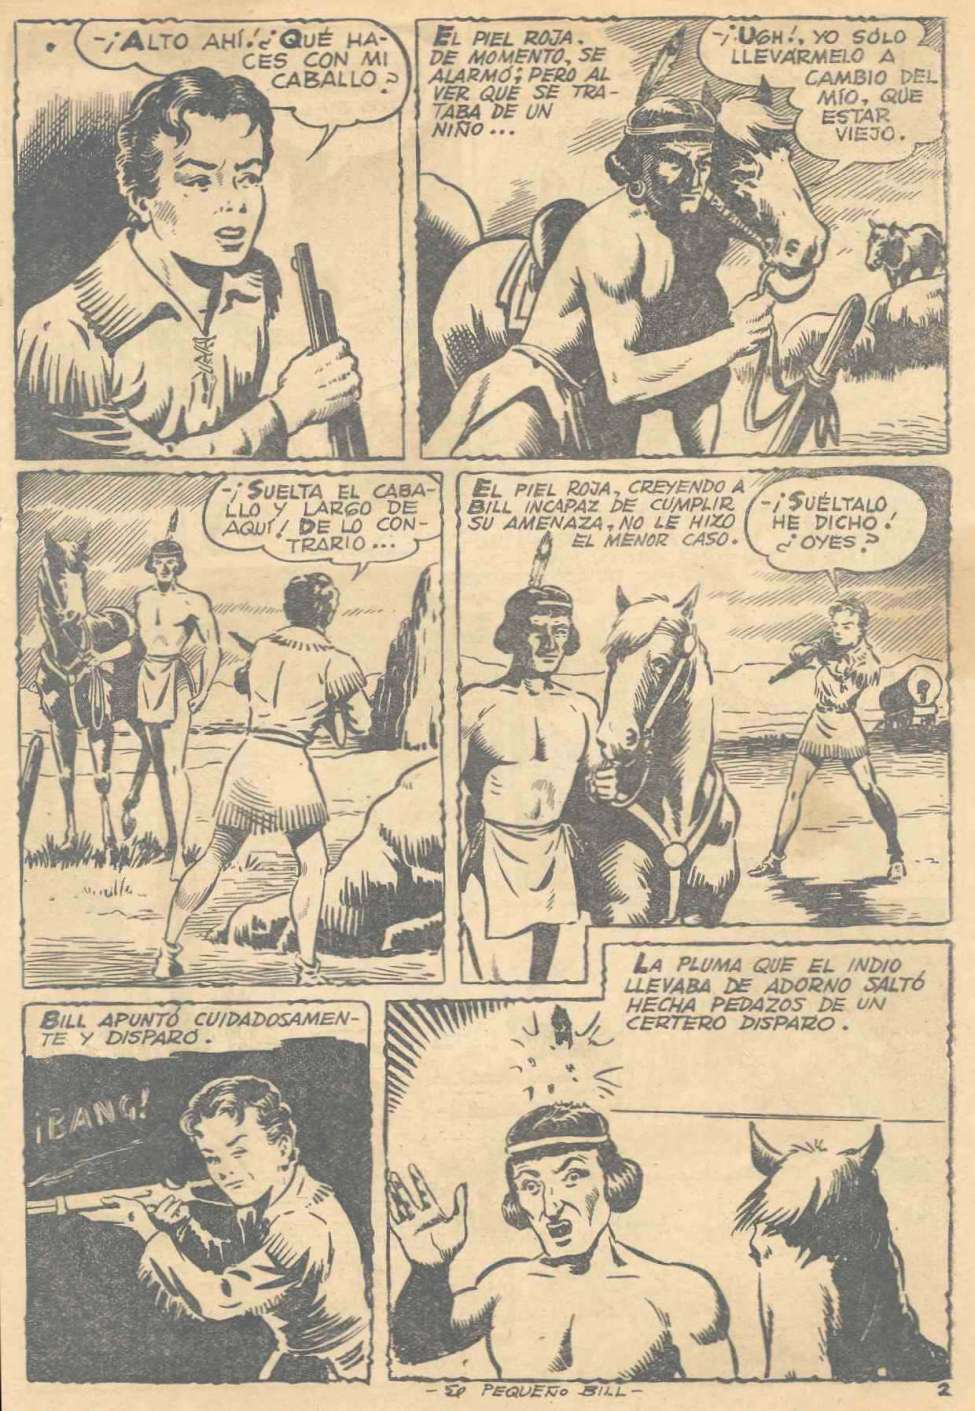 -¡ALTO AHÍ! ¿QUÉ HA-
CES CON MI
CABALLO?
EL PIEL ROJA.
DE MOMENTO, SE
ALARMÓ; PERO AL
VER QUE SE TRA-
TABA DE UN
NIÑO...
-¡UGH!, YO SÓLO
LLEVÁRMELO A
CAMBIO DEL
MÍO, QUE
ESTAR
VIEJO.
-¡SUELTA EL CABA-
LLO Y LARGO DE
AQUÍ! DE LO CON-
TRARIO...
EL PIEL ROJA, CREYENDO A
BILL INCAPAZ DE CUMPLIR
SU AMENAZA, NO LE HIZO
EL MENOR CASO.
-¡SUÉLTALO
HE DICHO!
¿OYES?
BILL APUNTÓ CUIDADOSAMEN-
TE Y DISPARÓ.
¡BANG!
LA PLUMA QUE EL INDIO
LLEVABA DE ADORNO SALTÓ
HECHA PEDAZOS DE UN
CERTERO DISPARO.
- El PEQUEÑO BILL -
2